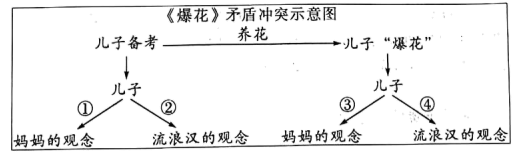 《爆花》矛盾冲突示意图
儿子备考 养花 儿子“爆花”
儿子 儿子
① ② ③ ④
妈妈的观念 流浪汉的观念 妈妈的观念 流浪汉的观念